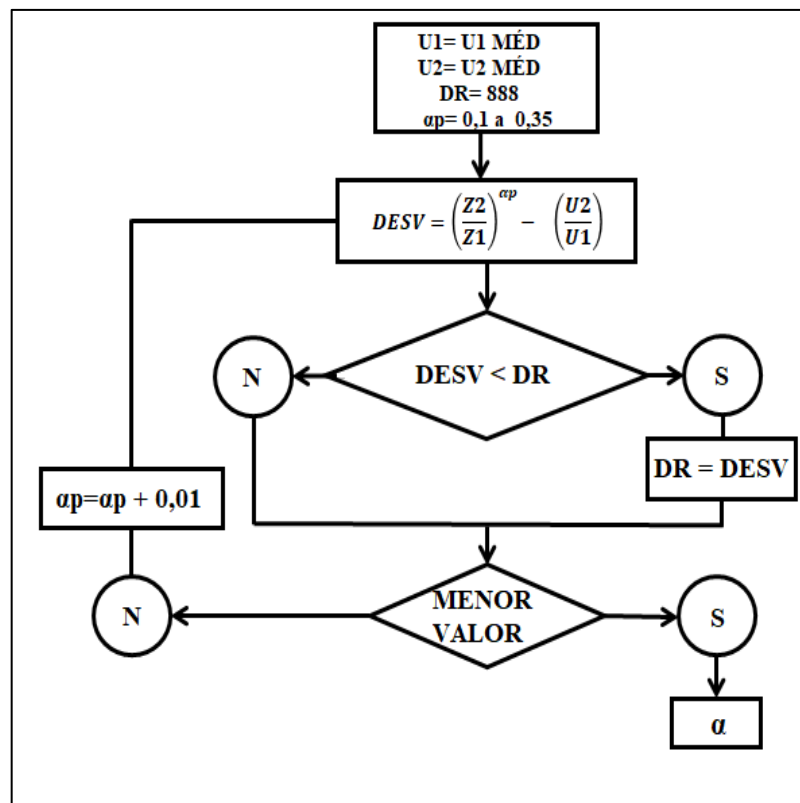 U1= U1 MÉD
U2= U2 MÉD
DR= 888
αp= 0,1 a 0,35
DESV = (Z2/Z1)^αp − (U2/U1)
N
DESV < DR
S
DR = DESV
αp=αp + 0,01
N
MENOR
VALOR
S
α